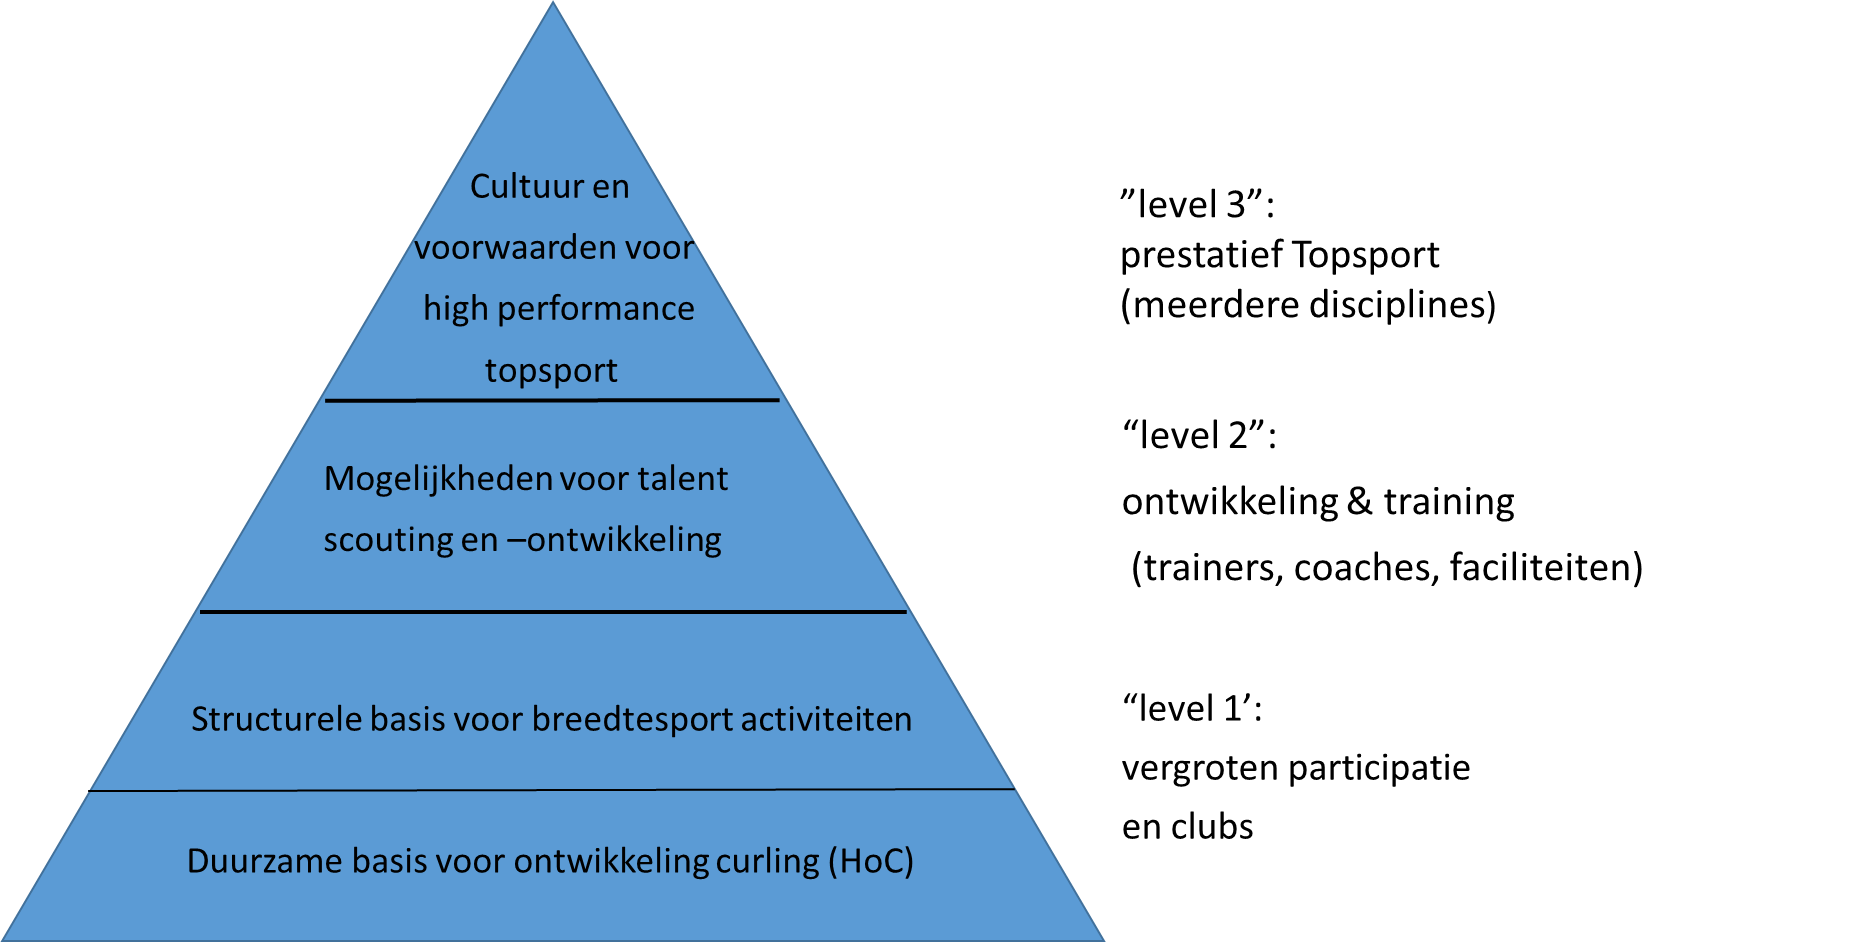 Cultuur en
voorwaarden voor
high performance
topsport
Mogelijkheden voor talent
scouting en –ontwikkeling
Structurele basis voor breedtesport activiteiten
Duurzame basis voor ontwikkeling curling (HoC)
”level 3”:
prestatief Topsport
(meerdere disciplines)
“level 2”:
ontwikkeling & training
(trainers, coaches, faciliteiten)
“level 1’:
vergroten participatie
en clubs